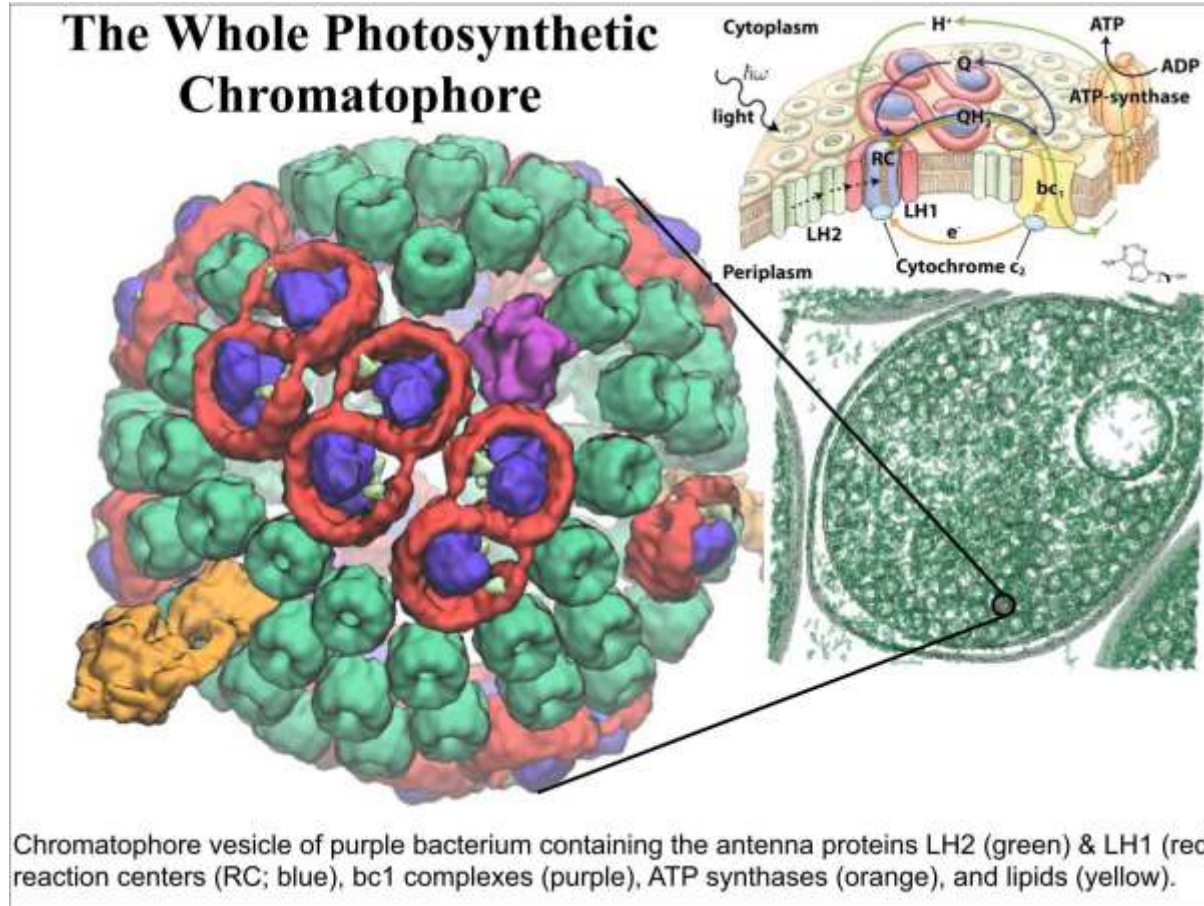 The Whole Photosynthetic
Chromatophore
Cytoplasm
H⁺
ATP
ADP
ATP-synthase
ħω
light
Q
QH₂
RC
bc₁
LH1
LH2
e⁻
Cytochrome c₂
Periplasm
Chromatophore vesicle of purple bacterium containing the antenna proteins LH2 (green) & LH1 (red
reaction centers (RC; blue), bc1 complexes (purple), ATP synthases (orange), and lipids (yellow).